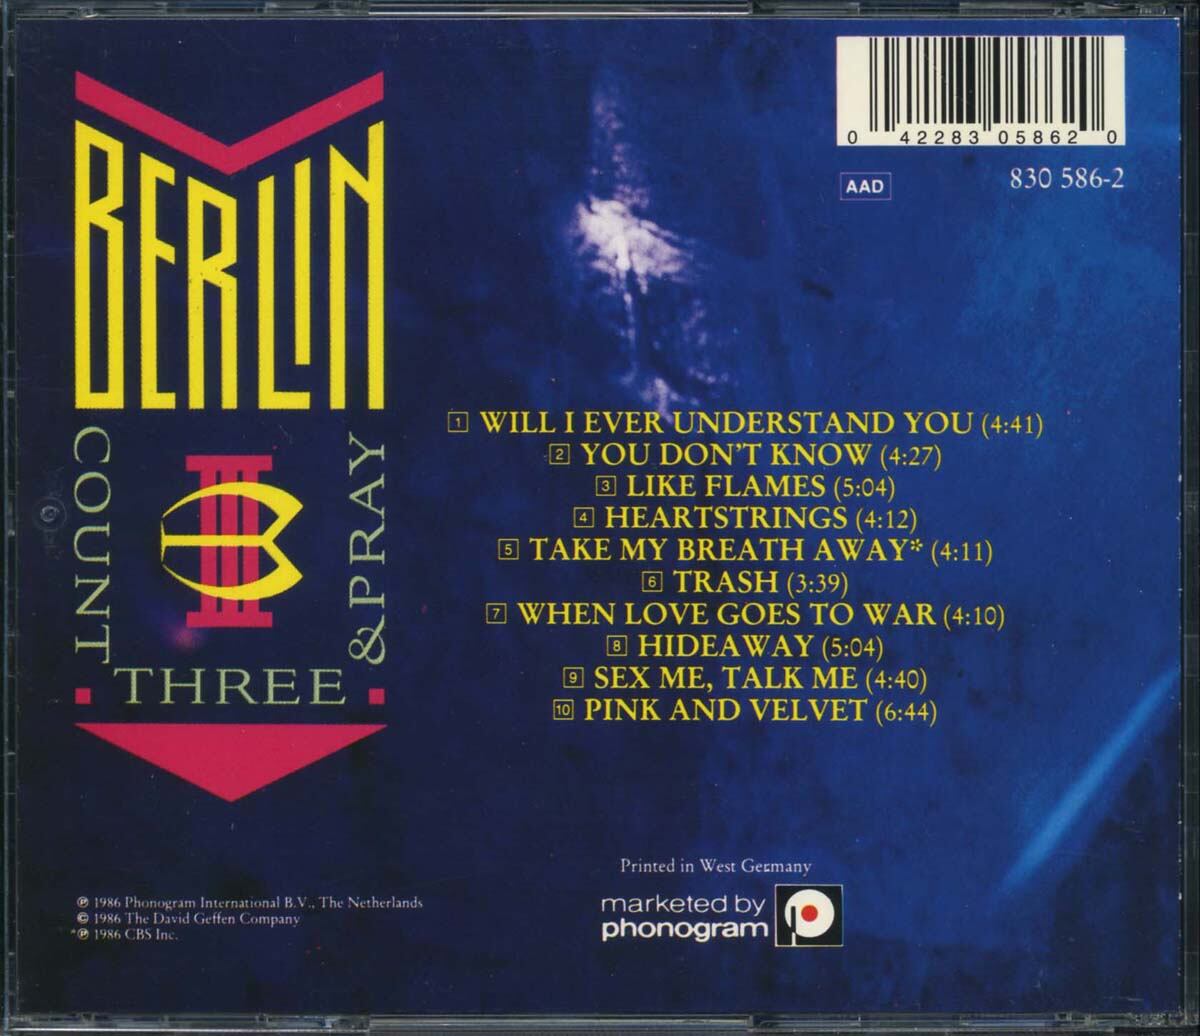 BERLIN
COUNT
THREE
& PRAY
0 42283 05862 0
AAD
830 586-2
1 WILL I EVER UNDERSTAND YOU (4:41)
2 YOU DON'T KNOW (4:27)
3 LIKE FLAMES (5:04)
4 HEARTSTRINGS (4:12)
5 TAKE MY BREATH AWAY* (4:11)
6 TRASH (3:39)
7 WHEN LOVE GOES TO WAR (4:10)
8 HIDEAWAY (5:04)
9 SEX ME, TALK ME (4:40)
10 PINK AND VELVET (6:44)
Printed in West Germany
marketed by
phonogram
℗ 1986 Phonogram International B.V., The Netherlands
© 1986 The David Geffen Company
*℗ 1986 CBS Inc.